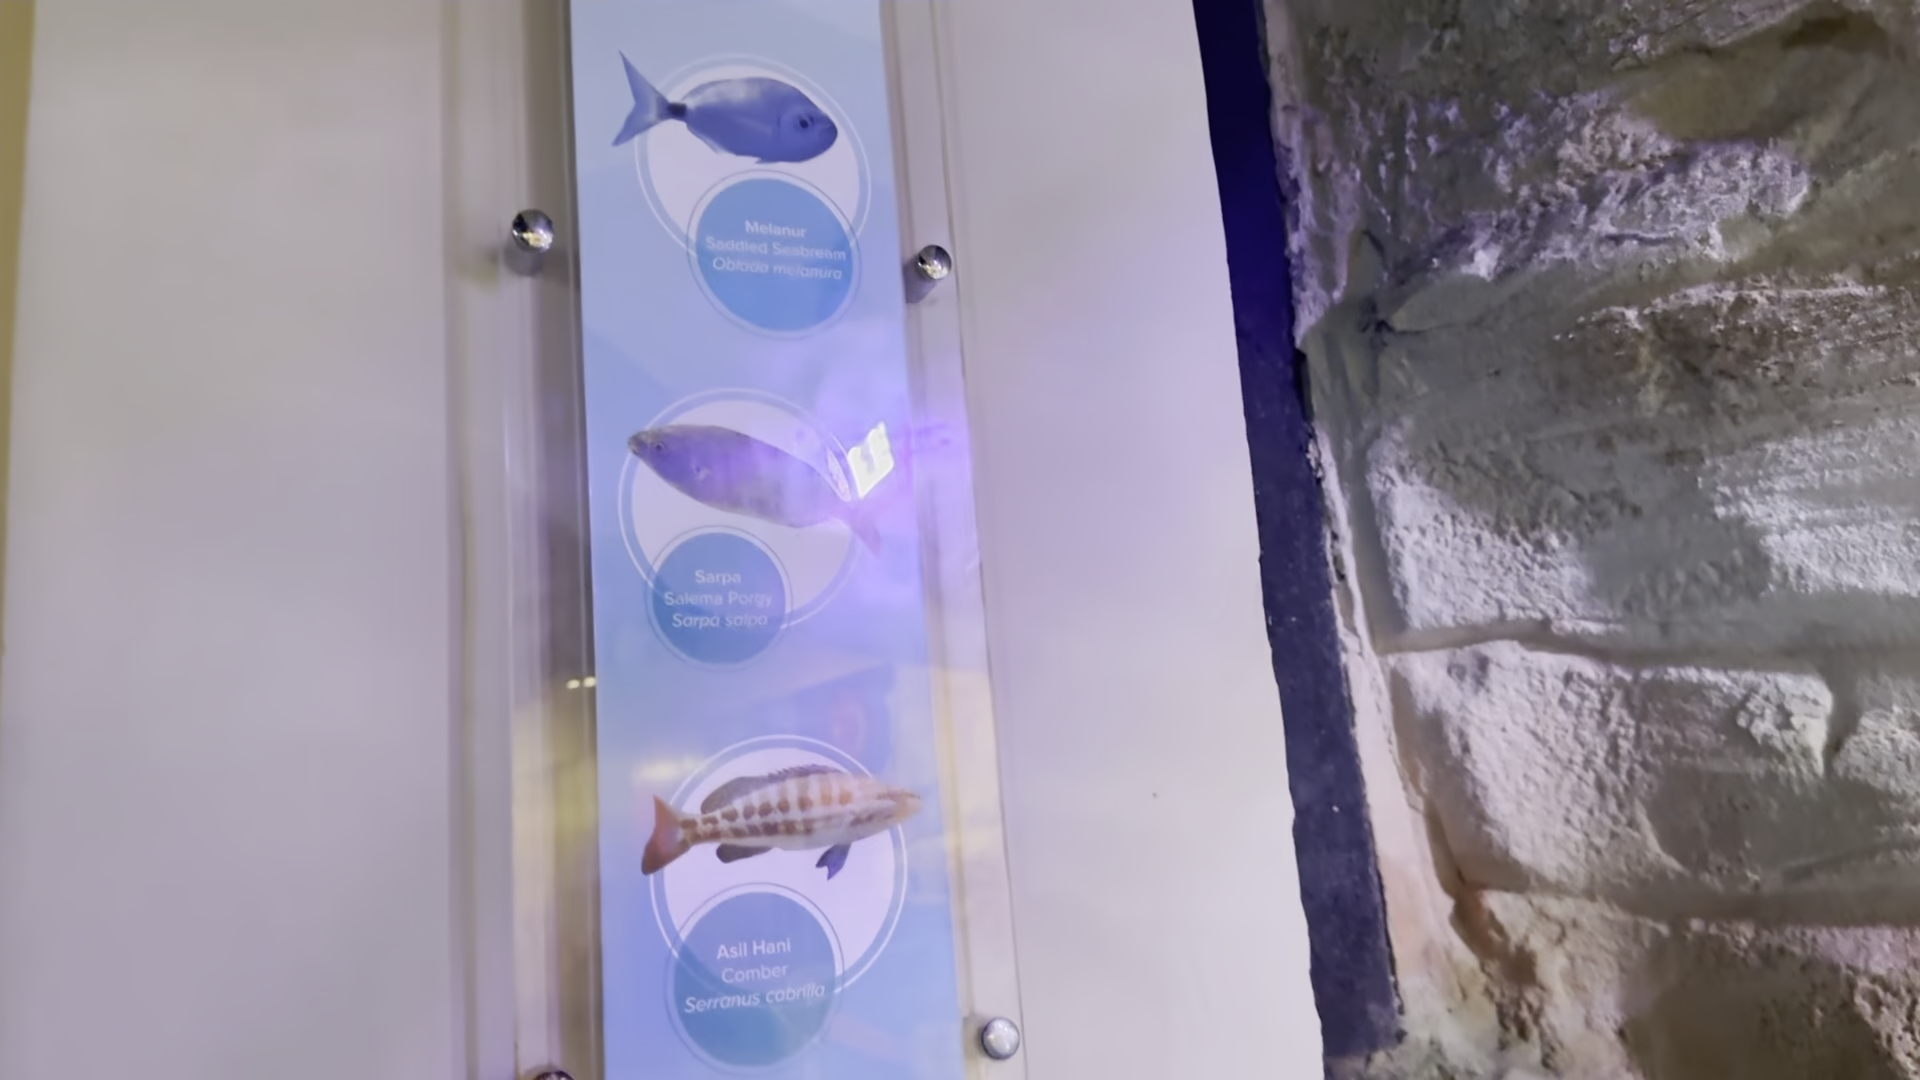 Melanur
Saddled Seabream
Oblada melanura
Sarpa
Salema Porgy
Sarpa salpa
Asil Hani
Comber
Serranus cabrilla